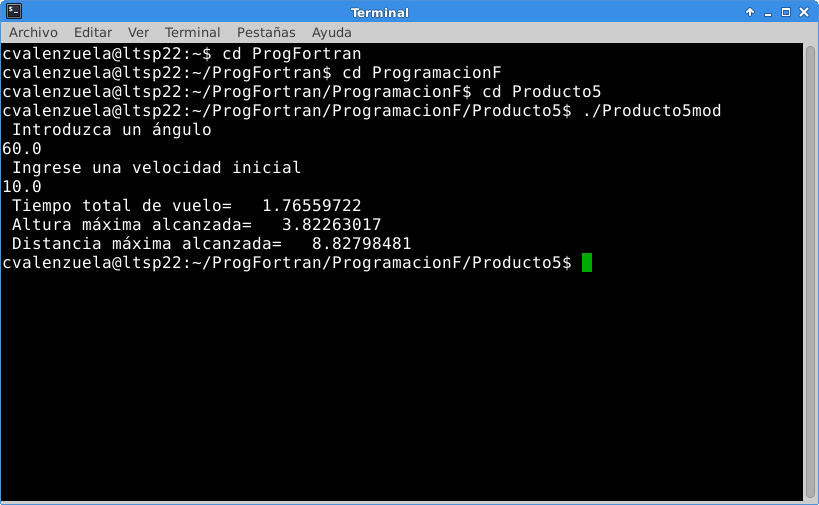 Terminal
Archivo Editar Ver Terminal Pestañas Ayuda
cvalenzuela@ltsp22:~$ cd ProgFortran
cvalenzuela@ltsp22:~/ProgFortran$ cd ProgramacionF
cvalenzuela@ltsp22:~/ProgFortran/ProgramacionF$ cd Producto5
cvalenzuela@ltsp22:~/ProgFortran/ProgramacionF/Producto5$ ./Producto5mod
Introduzca un ángulo
60.0
Ingrese una velocidad inicial
10.0
Tiempo total de vuelo=   1.76559722
Altura máxima alcanzada=   3.82263017
Distancia máxima alcanzada=   8.82798481
cvalenzuela@ltsp22:~/ProgFortran/ProgramacionF/Producto5$